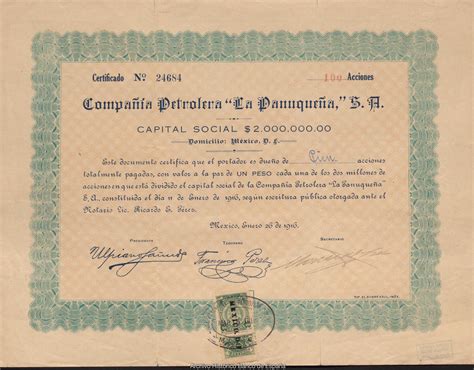 Certificado Nº 24684 100 Acciones
Compañía Petrolera "La Panuqueña," S. A.
CAPITAL SOCIAL $ 2.000,000.00
Domicilio: México, D. F.
Este documento certifica que el portador es dueño de Cien acciones
totalmente pagadas, con valor a la par de UN PESO cada una de los dos millones de
acciones en que está dividido el capital social de la Compañía Petrolera "La Panuqueña"
S. A., constituida el día 11 de Enero de 1916, según escritura pública otorgada ante el
Notario Lic. Ricardo E. Pérez.
Mexico, Enero 26 de 1916.
PRESIDENTE TESORERO SECRETARIO
MEXICO
Archivo Histórico Banco de España